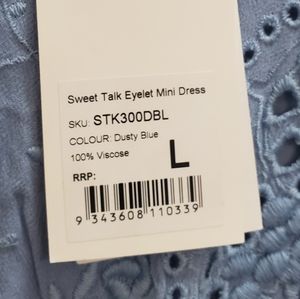 Sweet Talk Eyelet Mini Dress
SKU: STK300DBL
COLOUR: Dusty Blue
100% Viscose
L
RRP:
9 343608 110339